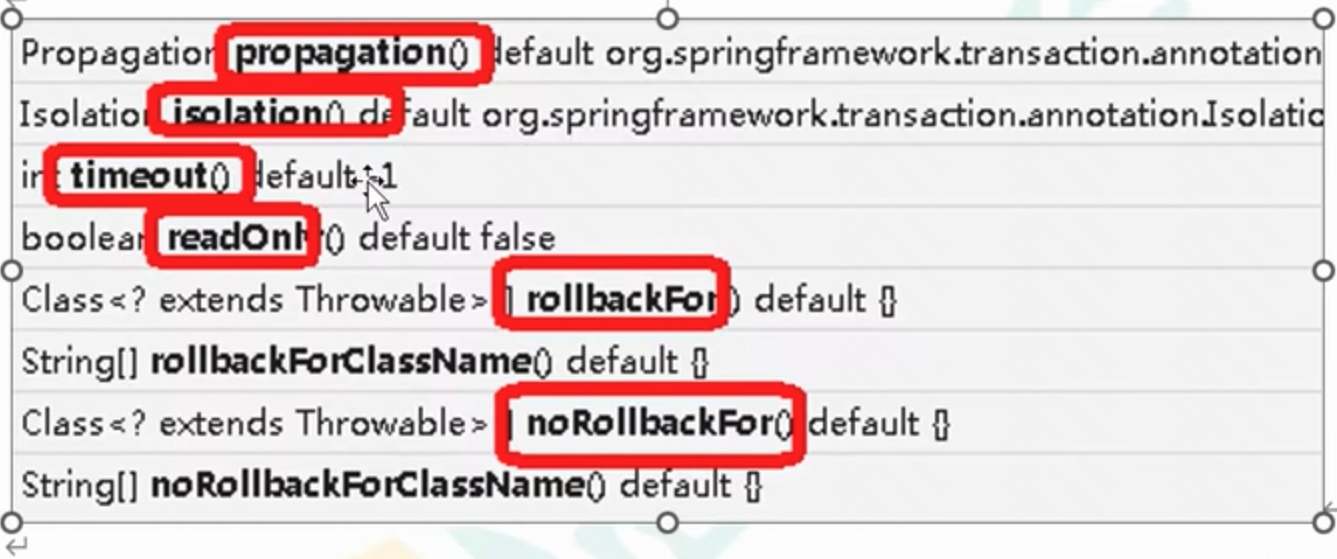 Propagation propagation() default org.springframework.transaction.annotation
Isolation isolation() default org.springframework.transaction.annotation.Isolatio
int timeout() default -1
boolean readOnly() default false
Class<? extends Throwable>[] rollbackFor() default {}
String[] rollbackForClassName() default {}
Class<? extends Throwable>[] noRollbackFor() default {}
String[] noRollbackForClassName() default {}